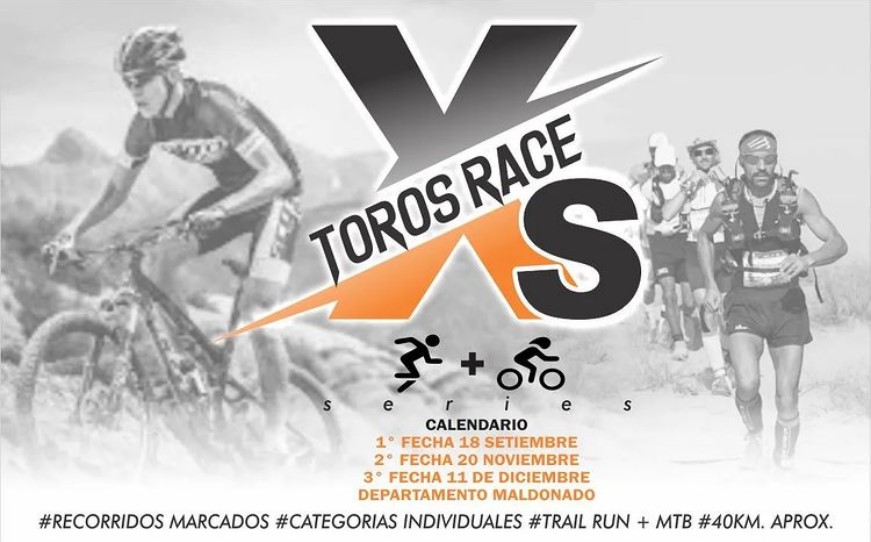 XS
TOROS RACE
+
series
CALENDARIO
1° FECHA 18 SETIEMBRE
2° FECHA 20 NOVIEMBRE
3° FECHA 11 DE DICIEMBRE
DEPARTAMENTO MALDONADO
#RECORRIDOS MARCADOS #CATEGORIAS INDIVIDUALES #TRAIL RUN + MTB #40KM. APROX.